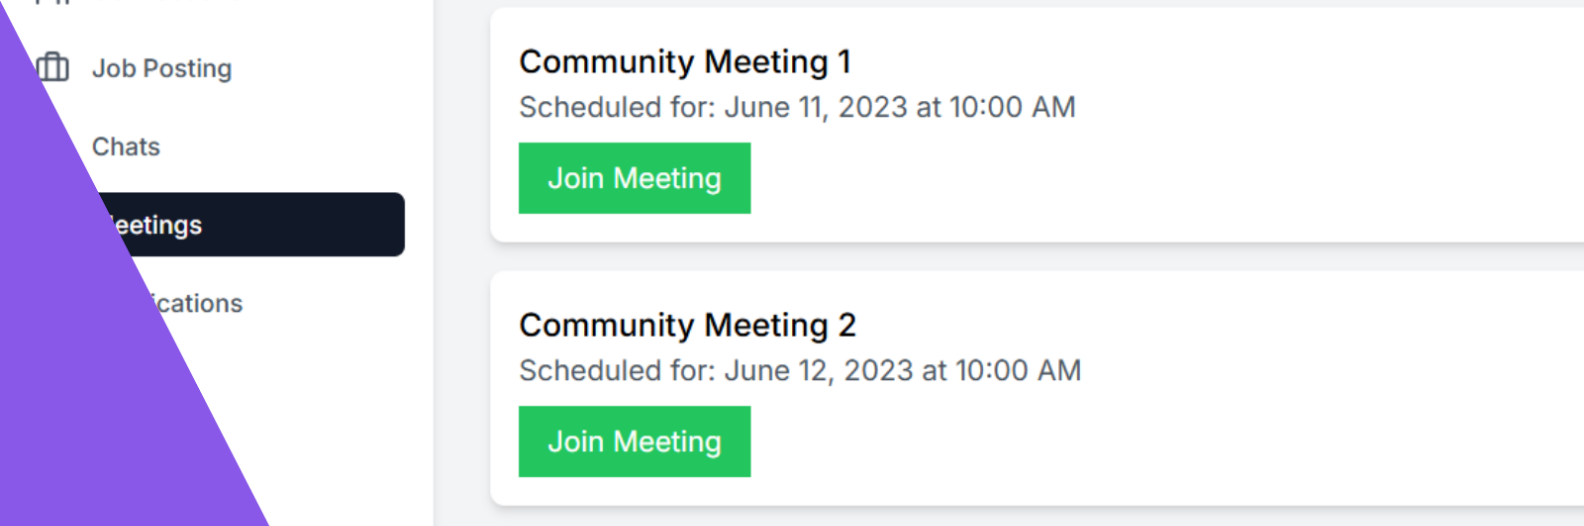 Job Posting
Chats
eetings
ications
Community Meeting 1
Scheduled for: June 11, 2023 at 10:00 AM
Join Meeting
Community Meeting 2
Scheduled for: June 12, 2023 at 10:00 AM
Join Meeting